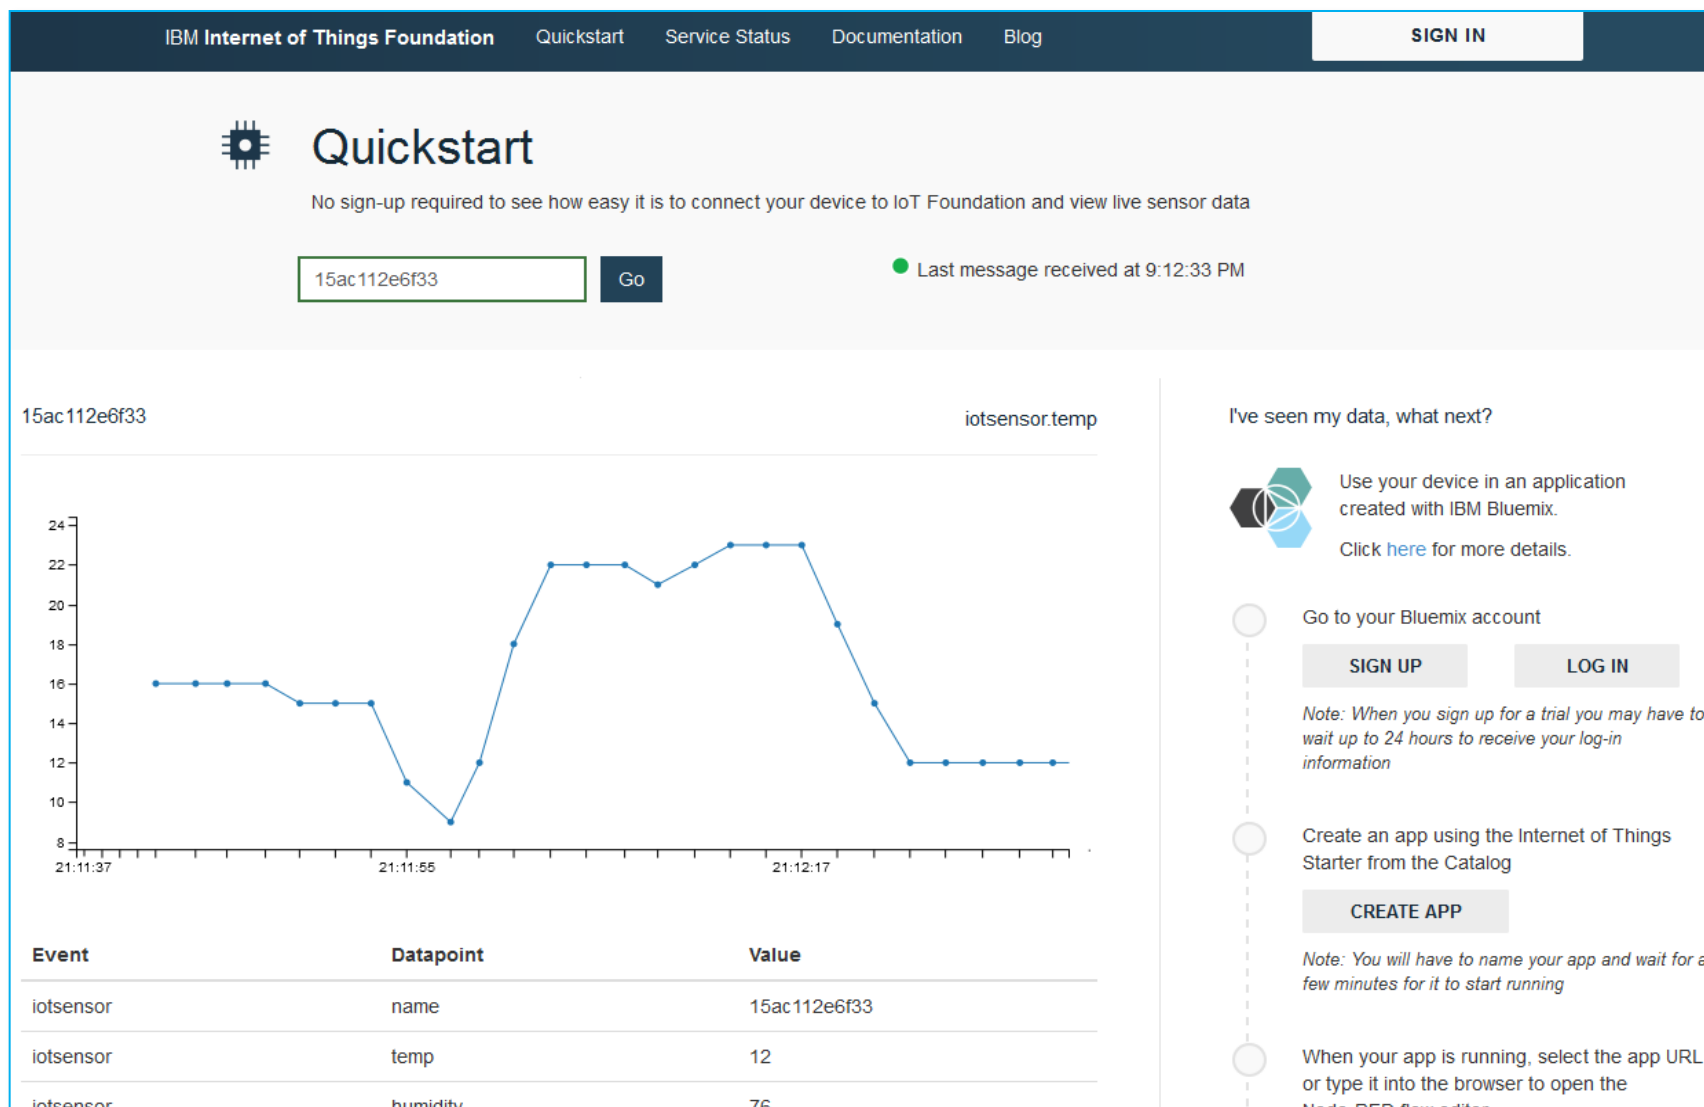 IBM Internet of Things Foundation Quickstart Service Status Documentation Blog SIGN IN
Quickstart
No sign-up required to see how easy it is to connect your device to IoT Foundation and view live sensor data
15ac112e6f33 Go Last message received at 9:12:33 PM
15ac112e6f33 iotsensor.temp
24
22
20
18
16
14
12
10
8
21:11:37 21:11:55 21:12:17
Event Datapoint Value
iotsensor name 15ac112e6f33
iotsensor temp 12
iotsensor humidity 76
I've seen my data, what next?
Use your device in an application
created with IBM Bluemix.
Click here for more details.
Go to your Bluemix account
SIGN UP LOG IN
Note: When you sign up for a trial you may have to
wait up to 24 hours to receive your log-in
information
Create an app using the Internet of Things
Starter from the Catalog
CREATE APP
Note: You will have to name your app and wait for a
few minutes for it to start running
When your app is running, select the app URL
or type it into the browser to open the
Node-RED flow editor